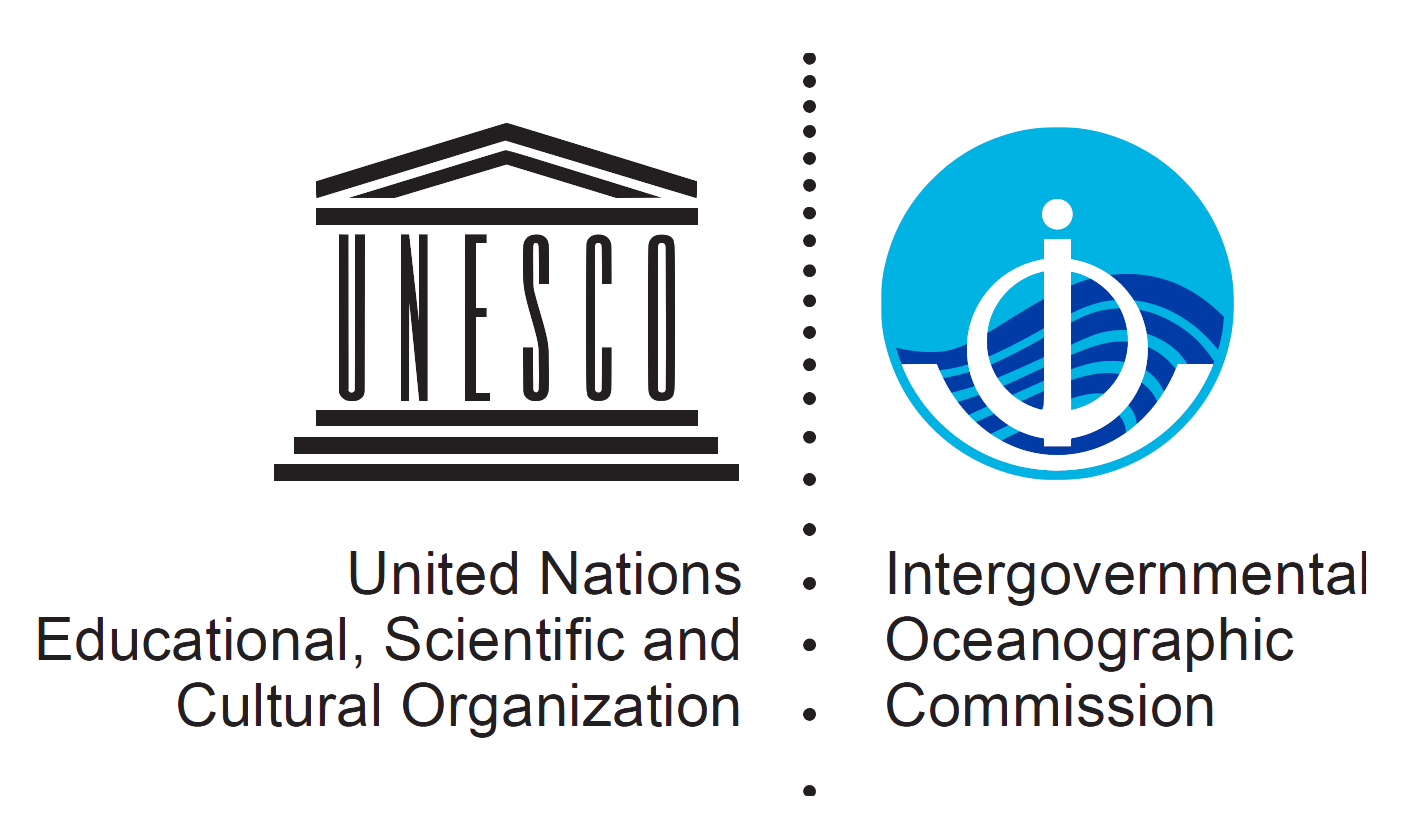 UNESCO
United Nations
Educational, Scientific and
Cultural Organization
Intergovernmental
Oceanographic
Commission